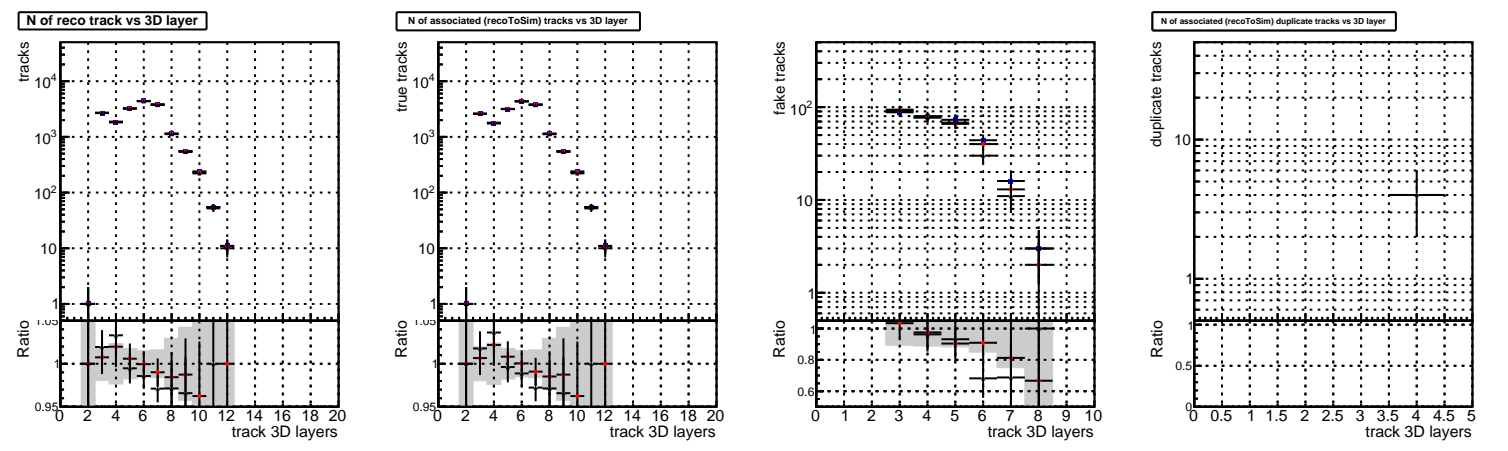 N of reco track vs 3D layer
tracks
10^4
10^3
10^2
10
1
1.05
Ratio
1
0.95
0 2 4 6 8 10 12 14 16 18 20
track 3D layers
N of associated (recoToSim) tracks vs 3D layer
true tracks
10^4
10^3
10^2
10
1
1.05
Ratio
1
0.95
0 2 4 6 8 10 12 14 16 18 20
track 3D layers
fake tracks
10^2
10
1
Ratio
1
0.8
0.6
0 1 2 3 4 5 6 7 8 9 10
track 3D layers
N of associated (recoToSim) duplicate tracks vs 3D layer
duplicate tracks
10
1
Ratio
1
0.5
0
0 0.5 1 1.5 2 2.5 3 3.5 4 4.5 5
track 3D layers